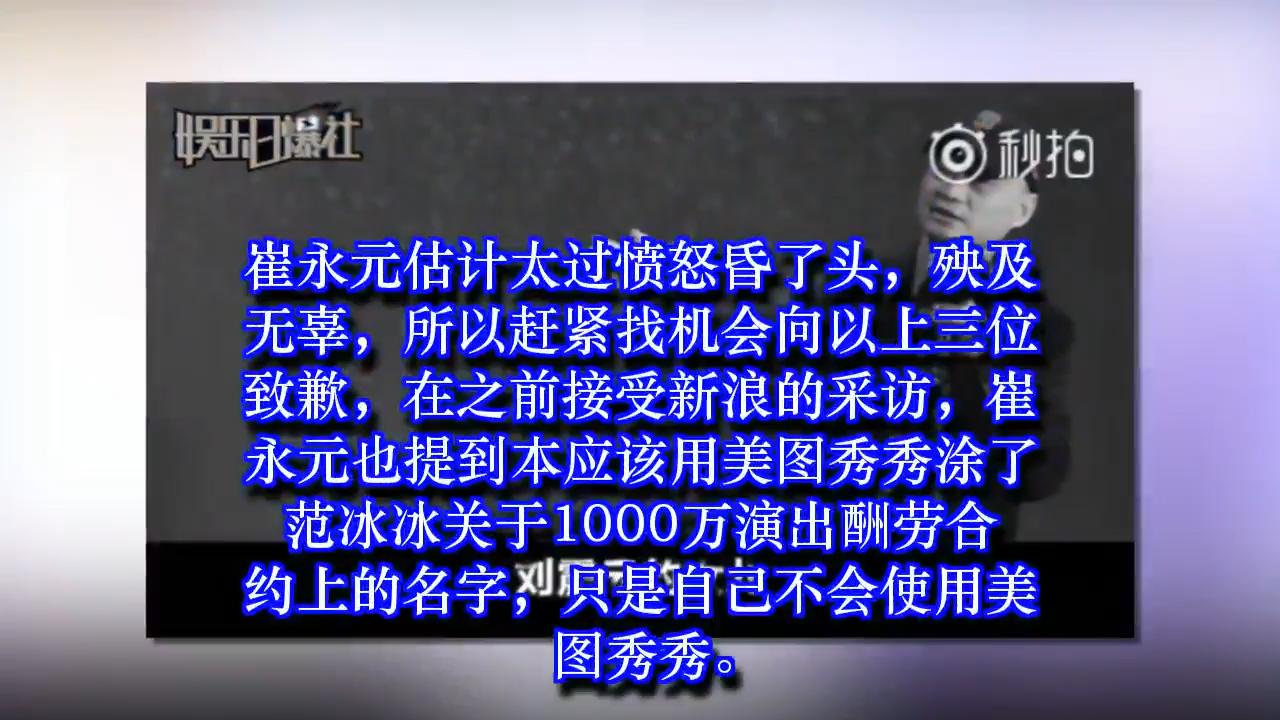 娱乐日爆社
秒拍
崔永元估计太过愤怒昏了头，殃及
无辜，所以赶紧找机会向以上三位
致歉，在之前接受新浪的采访，崔
永元也提到本应该用美图秀秀涂了
范冰冰关于1000万演出酬劳合
约上的名字，只是自己不会使用美
图秀秀。